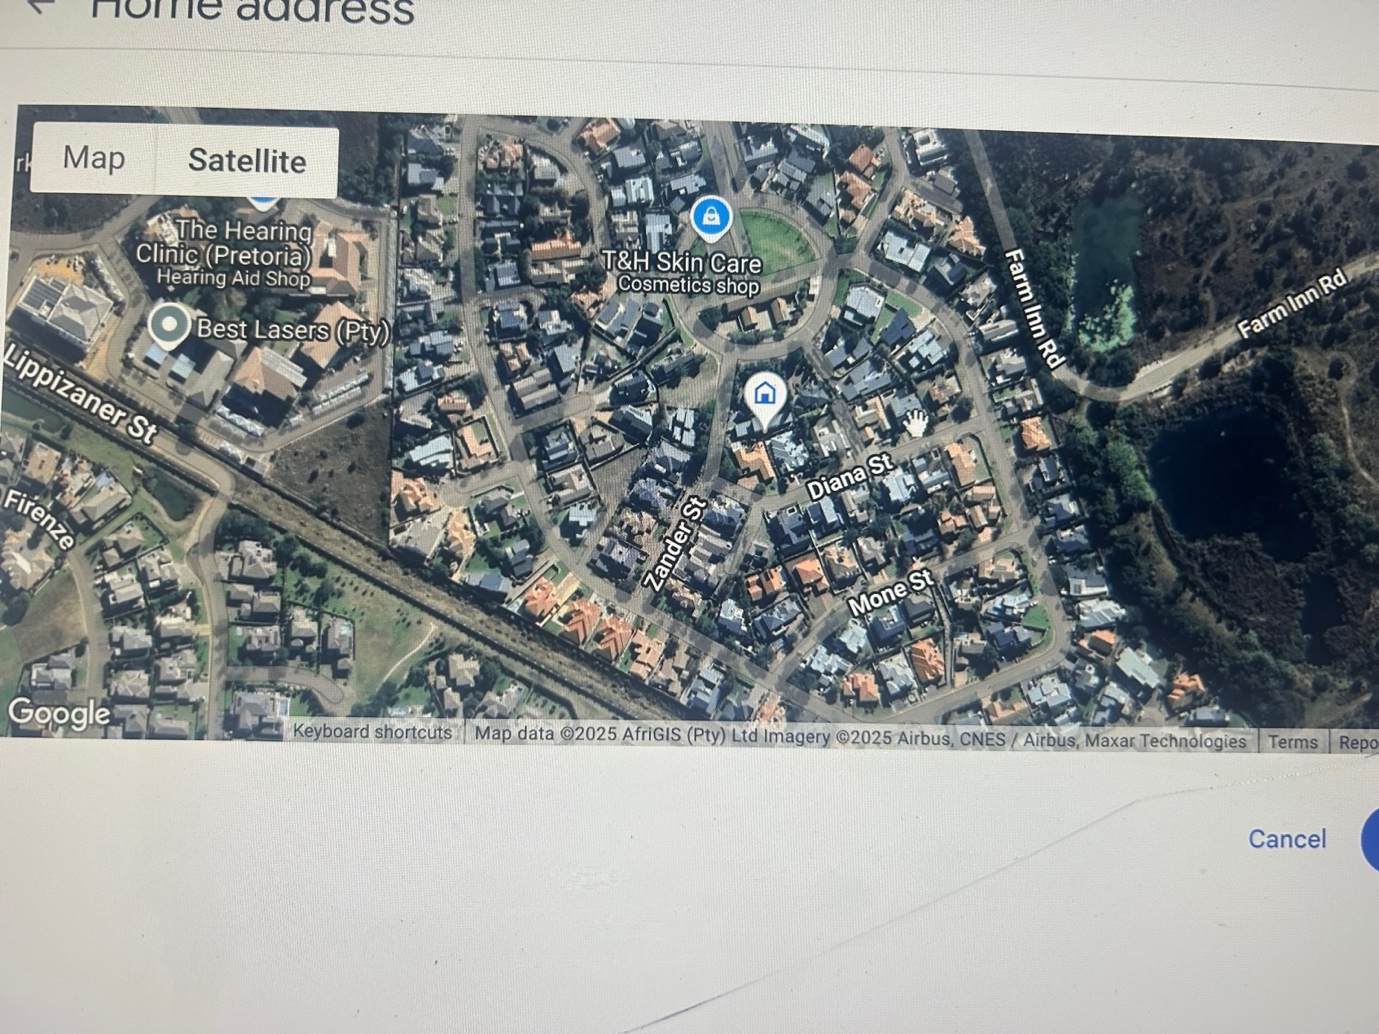 Home address
Map
Satellite
The Hearing
Clinic (Pretoria)
Hearing Aid Shop
Best Lasers (Pty)
T&H Skin Care
Cosmetics shop
Farm Inn Rd
Farm Inn Rd
Lippizaner St
Firenze
Diana St
Zander St
Mone St
Google
Keyboard shortcuts
Map data ©2025 AfriGIS (Pty) Ltd Imagery ©2025 Airbus, CNES / Airbus, Maxar Technologies
Terms
Repo
Cancel